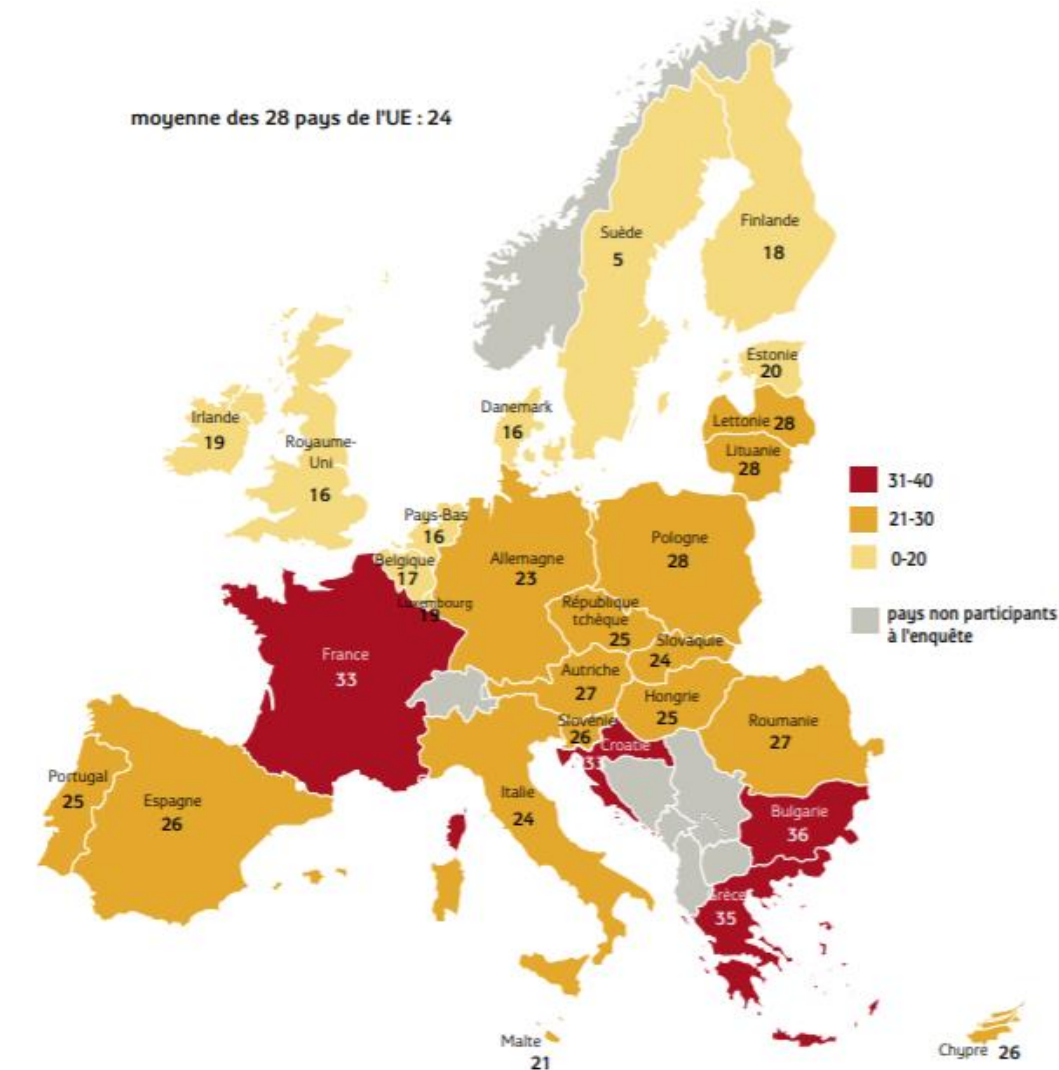 moyenne des 28 pays de l'UE : 24
Suède
5
Finlande
18
Estonie
20
Lettonie 28
Lituanie
28
Irlande
19
Royaume-
Uni
16
Danemark
16
Pays-Bas
16
Belgique
17
Luxembourg
19
Allemagne
23
Pologne
28
31-40
21-30
0-20
pays non participants
à l'enquête
République
tchèque
25
Slovaquie
24
France
33
Autriche
27
Hongrie
25
Slovénie
26
Croatie
33
Roumanie
27
Portugal
25
Espagne
26
Italie
24
Bulgarie
36
Grèce
35
Malte
21
Chypre 26